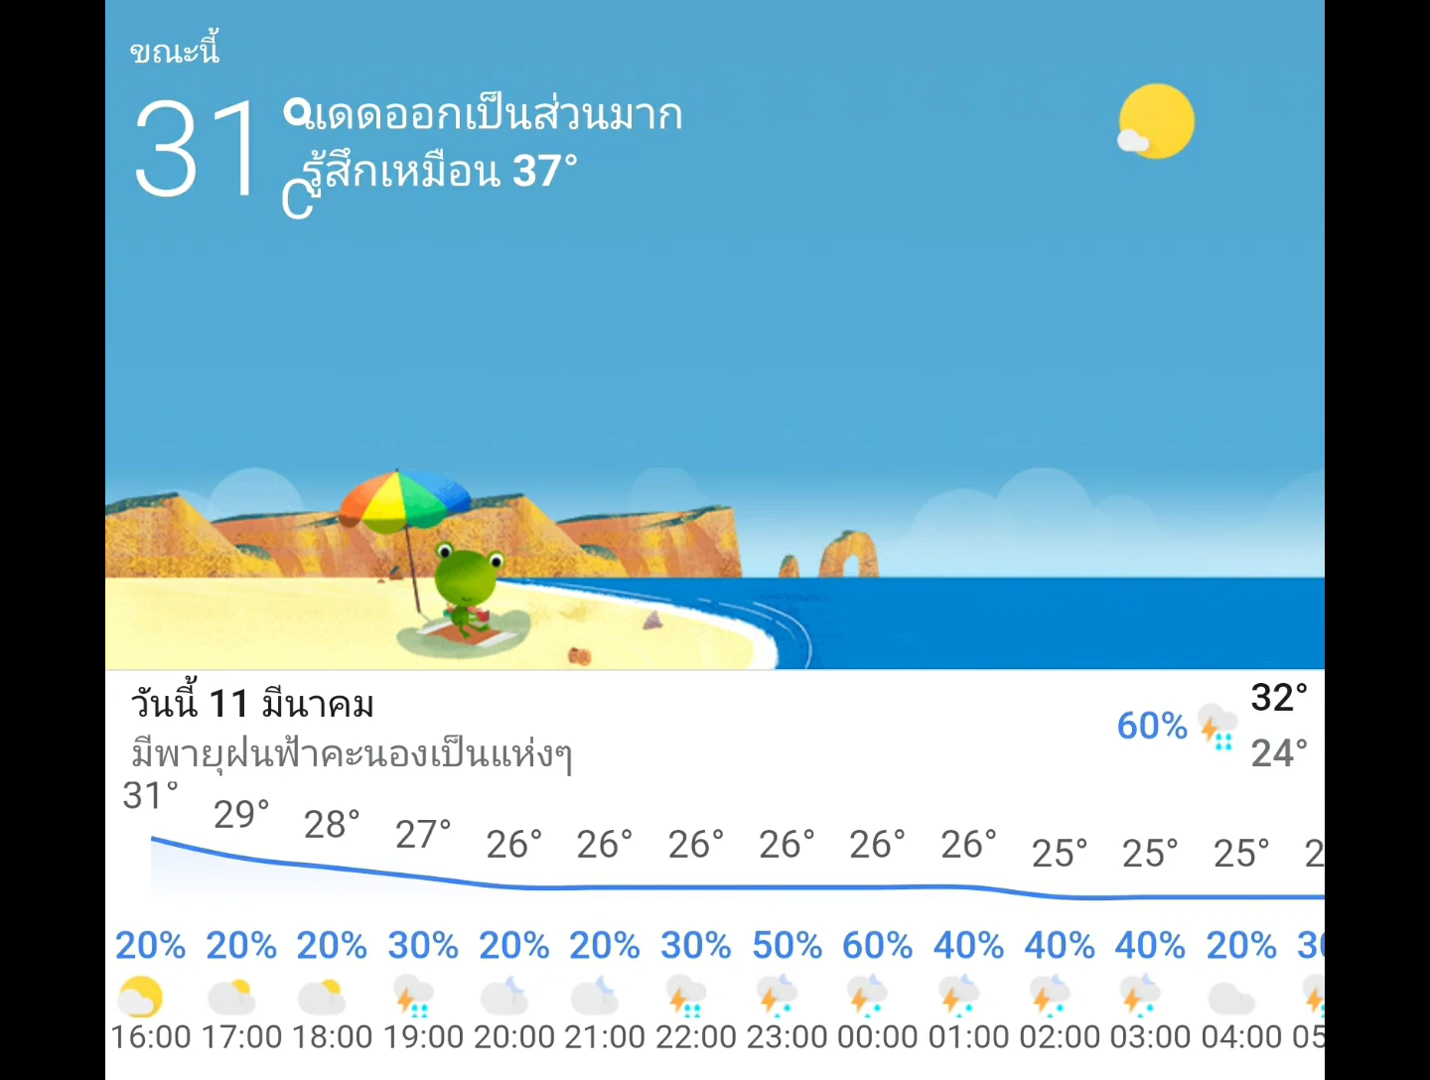 ขณะนี้
31°C
แดดออกเป็นส่วนมาก
รู้สึกเหมือน 37°
วันนี้ 11 มีนาคม
มีพายุฝนฟ้าคะนองเป็นแห่งๆ
60%
32°
24°
31° 29° 28° 27° 26° 26° 26° 26° 26° 26° 25° 25° 25°
20% 20% 20% 30% 20% 20% 30% 50% 60% 40% 40% 40% 20%
16:00 17:00 18:00 19:00 20:00 21:00 22:00 23:00 00:00 01:00 02:00 03:00 04:00